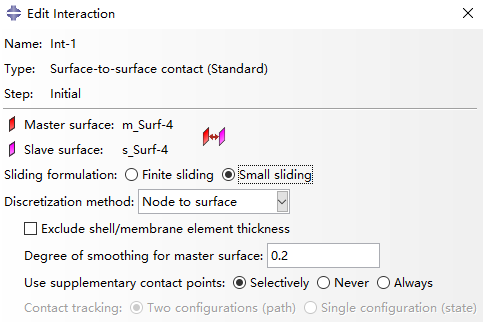 Edit Interaction
Name: Int-1
Type: Surface-to-surface contact (Standard)
Step: Initial
Master surface: m_Surf-4
Slave surface: s_Surf-4
Sliding formulation: Finite sliding Small sliding
Discretization method: Node to surface
Exclude shell/membrane element thickness
Degree of smoothing for master surface: 0.2
Use supplementary contact points: Selectively Never Always
Contact tracking: Two configurations (path) Single configuration (state)